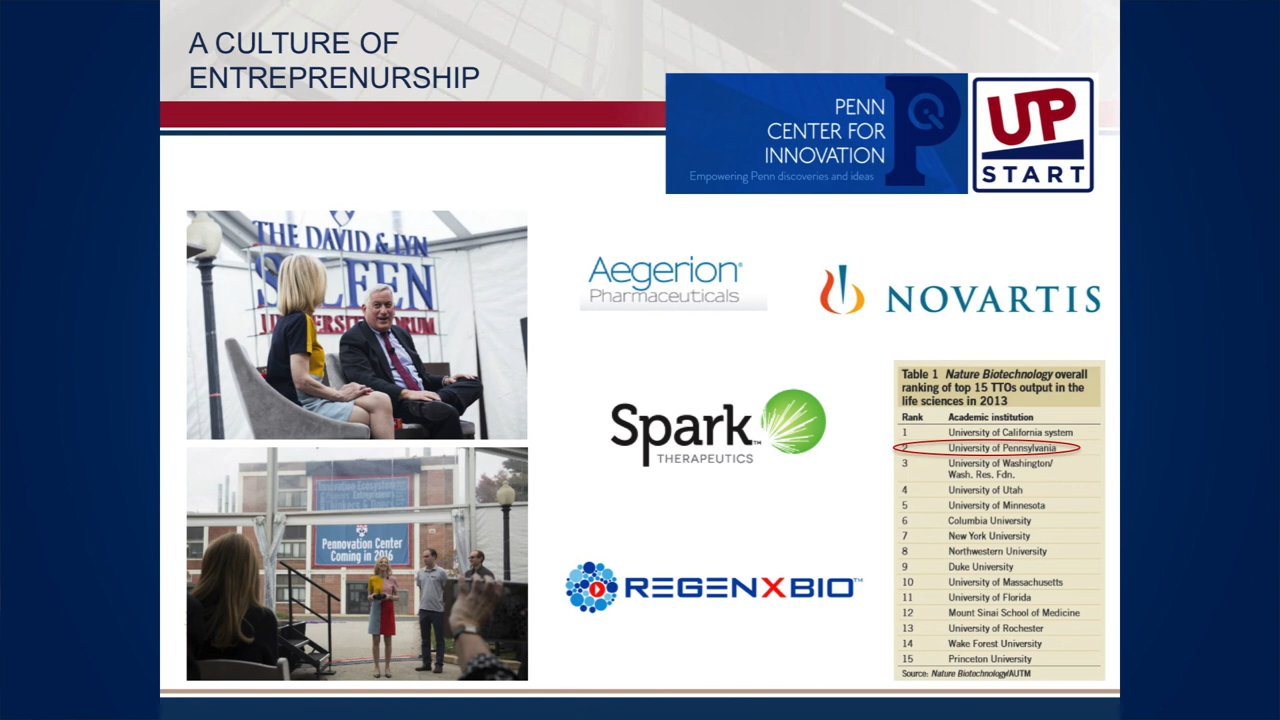 A CULTURE OF
ENTREPRENURSHIP
PENN
CENTER FOR
INNOVATION
Empowering Penn discoveries and ideas
UP
START
THE DAVID & LYN
Aegerion®
Pharmaceuticals
NOVARTIS
Spark™
THERAPEUTICS
REGENXBIO™
Innovation Ecosystem
Pennovation Center
Coming in 2016
Table 1 Nature Biotechnology overall
ranking of top 15 TTOs output in the
life sciences in 2013
Rank Academic institution
1 University of California system
2 University of Pennsylvania
3 University of Washington/
Wash. Res. Fdn.
4 University of Utah
5 University of Minnesota
6 Columbia University
7 New York University
8 Northwestern University
9 Duke University
10 University of Massachusetts
11 University of Florida
12 Mount Sinai School of Medicine
13 University of Rochester
14 Wake Forest University
15 Princeton University
Source: Nature Biotechnology/AUTM